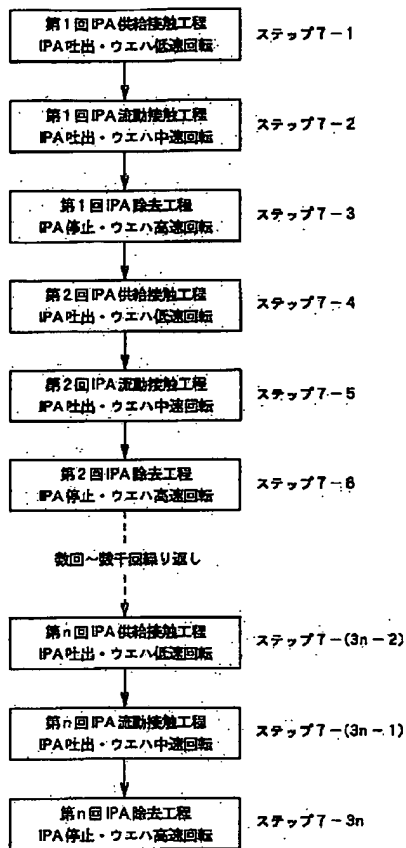 第1回IPA供給接触工程
IPA吐出・ウエハ低速回転
ステップ7-1
第1回IPA流動接触工程
IPA吐出・ウエハ中速回転
ステップ7-2
第1回IPA除去工程
IPA停止・ウエハ高速回転
ステップ7-3
第2回IPA供給接触工程
IPA吐出・ウエハ低速回転
ステップ7-4
第2回IPA流動接触工程
IPA吐出・ウエハ中速回転
ステップ7-5
第2回IPA除去工程
IPA停止・ウエハ高速回転
ステップ7-6
数回～数千回繰り返し
第n回IPA供給接触工程
IPA吐出・ウエハ低速回転
ステップ7-(3n-2)
第n回IPA流動接触工程
IPA吐出・ウエハ中速回転
ステップ7-(3n-1)
第n回IPA除去工程
IPA停止・ウエハ高速回転
ステップ7-3n